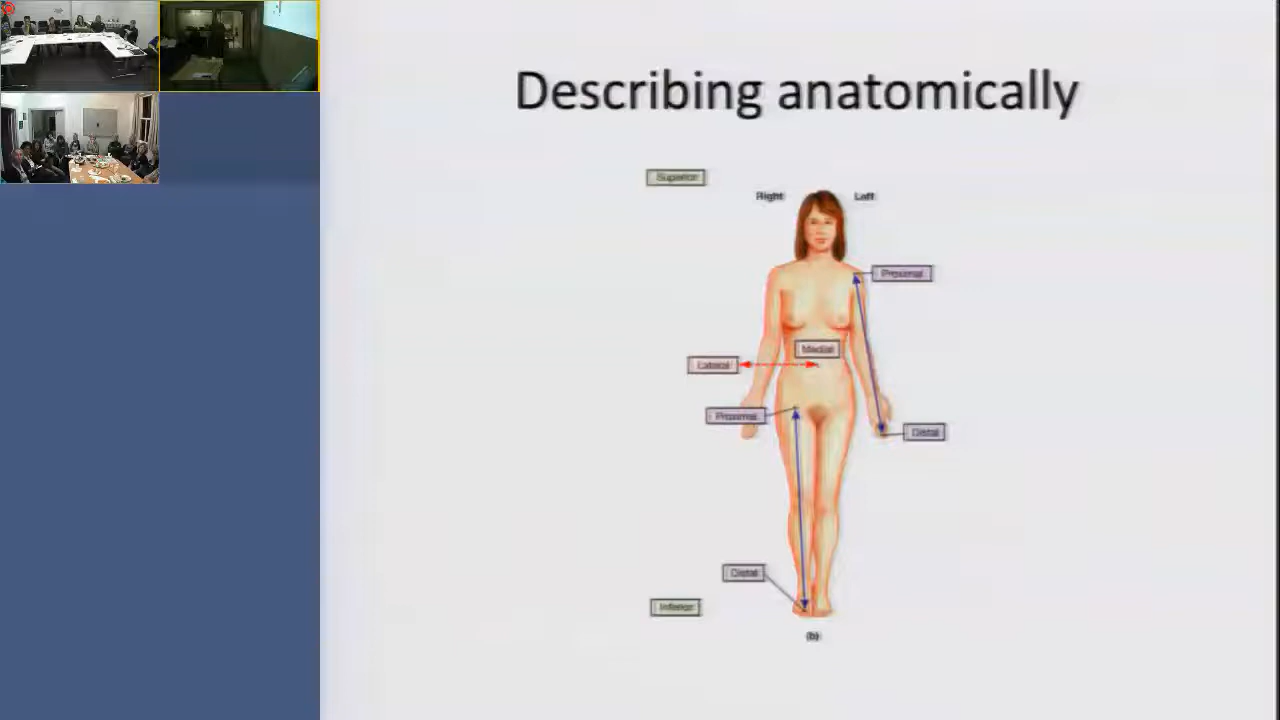 Describing anatomically
Superior
Right
Left
Proximal
Medial
Lateral
Proximal
Distal
Distal
Inferior
(b)